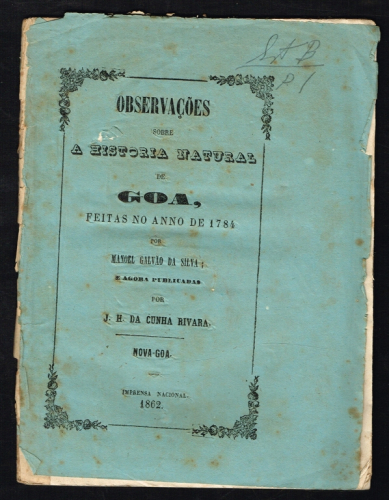 OBSERVAÇÕES
SOBRE
A HISTORIA NATURAL
DE
GOA,
FEITAS NO ANNO DE 1784
POR
MANOEL GALVÃO DA SILVA;
E AGORA PUBLICADAS
POR
J. H. DA CUNHA RIVARA.
NOVA-GOA.
IMPRENSA NACIONAL.
1862.